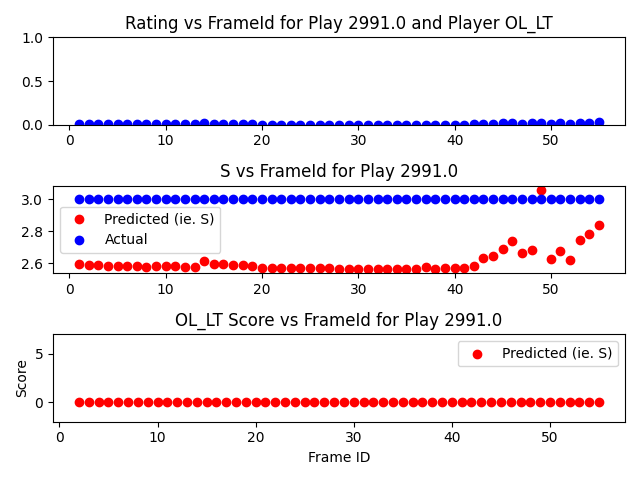 Rating vs FrameId for Play 2991.0 and Player OL_LT
1.0
0.5
0.0
0 10 20 30 40 50
S vs FrameId for Play 2991.0
3.0
2.8
2.6
Predicted (ie. S)
Actual
0 10 20 30 40 50
OL_LT Score vs FrameId for Play 2991.0
Score
5
0
Predicted (ie. S)
0 10 20 30 40 50
Frame ID